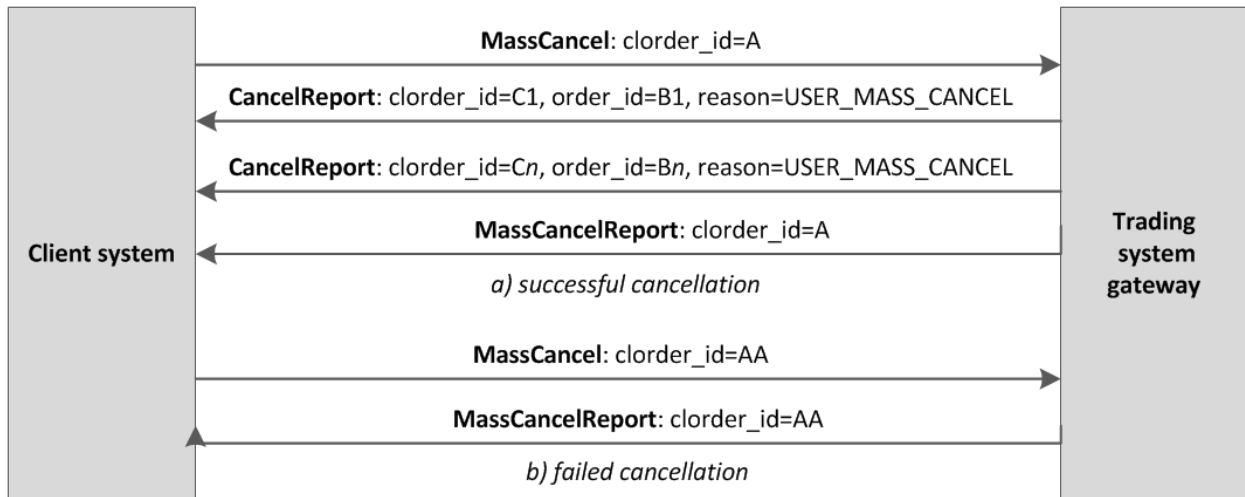 MassCancel: clorder_id=A
CancelReport: clorder_id=C1, order_id=B1, reason=USER_MASS_CANCEL
CancelReport: clorder_id=Cn, order_id=Bn, reason=USER_MASS_CANCEL
MassCancelReport: clorder_id=A
Client system
Trading
system
gateway
a) successful cancellation
MassCancel: clorder_id=AA
MassCancelReport: clorder_id=AA
b) failed cancellation